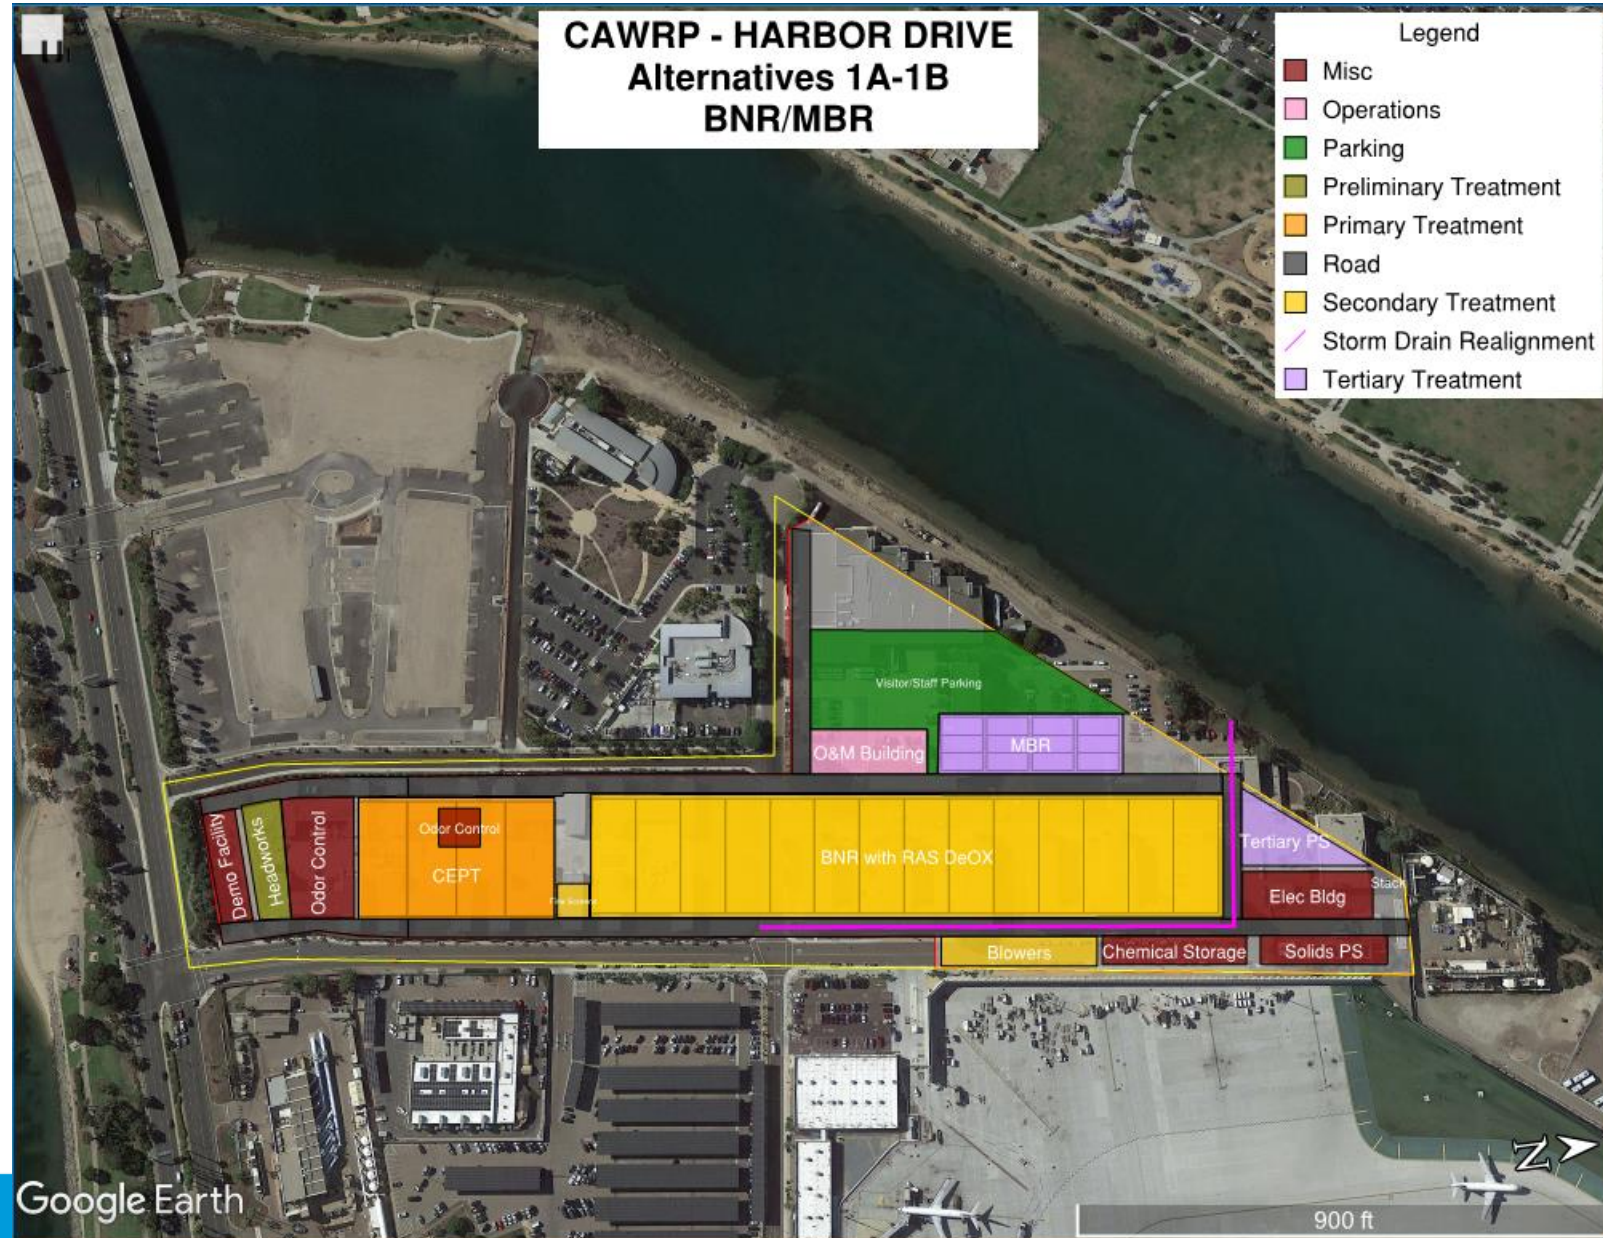 CAWRP - HARBOR DRIVE
Alternatives 1A-1B
BNR/MBR
Legend
Misc
Operations
Parking
Preliminary Treatment
Primary Treatment
Road
Secondary Treatment
Storm Drain Realignment
Tertiary Treatment
Visitor/Staff Parking
O&M Building
MBR
Demo Facility
Headworks
Odor Control
Odor Control
CEPT
Fine Screens
BNR with RAS DeOX
Tertiary PS
Elec Bldg
Stack
Blowers
Chemical Storage
Solids PS
N
Google Earth
900 ft